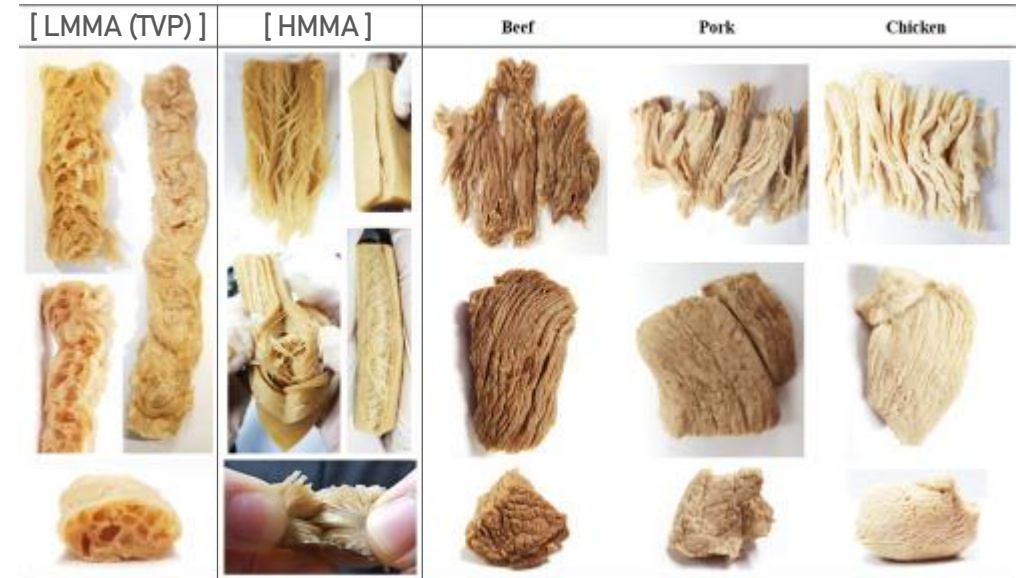 [ LMMA (TVP) ]
[ HMMA ]
Beef
Pork
Chicken